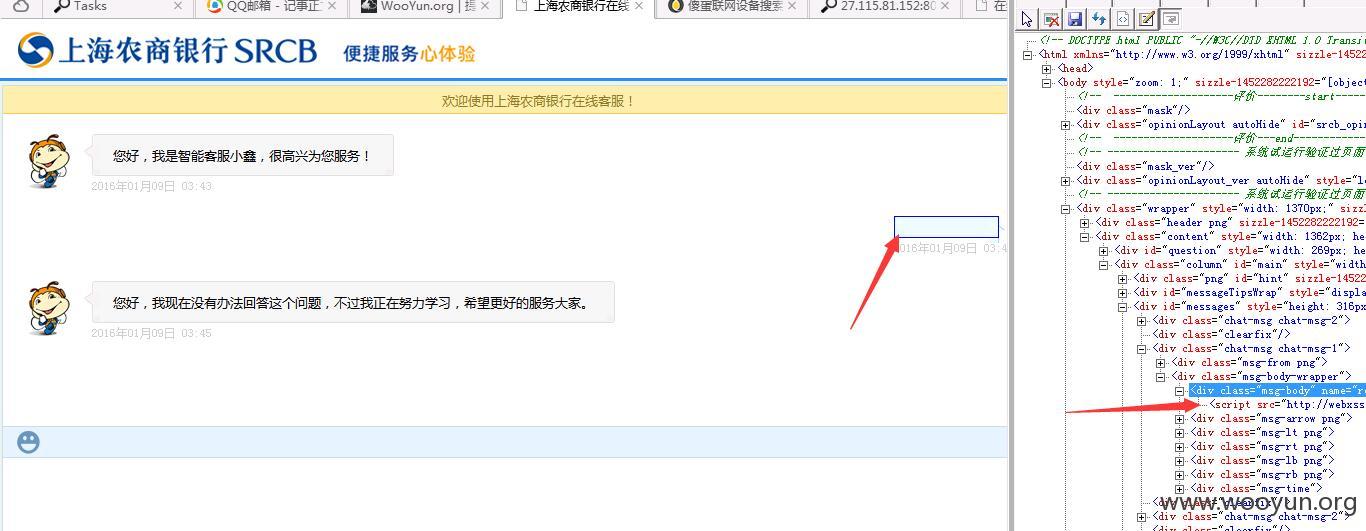 Tasks
QQ邮箱 - 记事正
WooYun.org | 提
上海农商银行在线
傻蛋联网设备搜索
27.115.81.152:80
在
上海农商银行 SRCB 便捷服务心体验
欢迎使用上海农商银行在线客服！
您好，我是智能客服小鑫，很高兴为您服务！
2016年01月09日 03:43
2016年01月09日 03:4
您好，我现在没有办法回答这个问题，不过我正在努力学习，希望更好的服务大家。
2016年01月09日 03:45
<!-- DOCTYPE html PUBLIC "-//W3C//DTD XHTML 1.0 Transi
<html xmlns="http://www.w3.org/1999/xhtml" sizzle-14522
<head>
<body style="zoom: 1;" sizzle-1452282222192="[object
<!-- --------------------评价--------start-----
<div class="mask"/>
<div class="opinionLayout autoHide" id="srcb_opin
<!-- --------------------评价---end-----
<!-- ---------------------- 系统试运行验证过页面
<div class="mask_ver"/>
<div class="opinionLayout_ver autoHide" style="le
<!-- ---------------------- 系统试运行验证过页面
<div class="wrapper" style="width: 1370px;" sizzl
<div class="header png" sizzle-1452282222192=
<div class="content" style="width: 1362px; he
<div id="question" style="width: 269px; he
<div class="column" id="main" style="width
<div class="png" id="hint" sizzle-1452
<div id="messageTipsWrap" style="displ
<div id="messages" style="height: 316px
<div class="chat-msg chat-msg-2">
<div class="clearfix"/>
<div class="chat-msg chat-msg-1">
<div class="msg-from png">
<div class="msg-body-wrapper">
<div class="msg-body" name="re
<script src="http://webxss
<div class="msg-arrow png">
<div class="msg-lt png">
<div class="msg-rt png">
<div class="msg-lb png">
<div class="msg-rb png">
<div class="msg-time">
<div class="clearfix"/>
<div class="chat-msg chat-msg-2">
<div class="clearfix"/>
www.wooyun.org